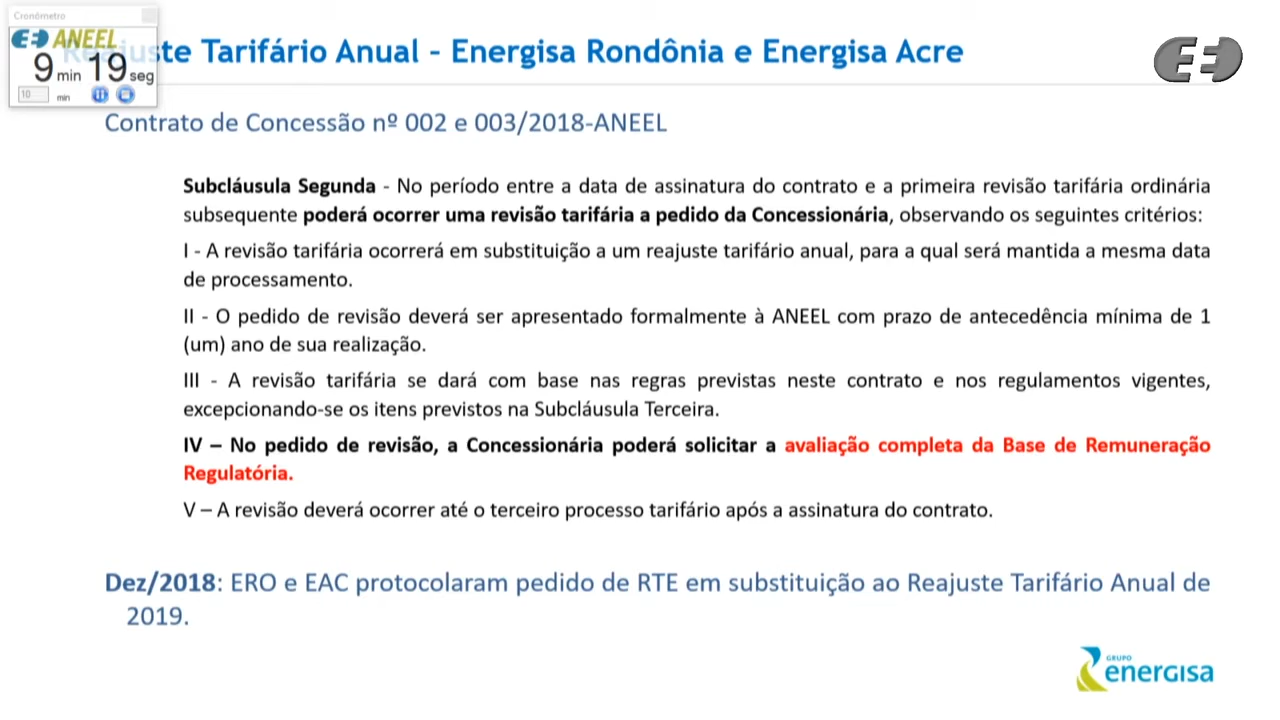 Cronômetro
ANEEL
9 min 19 seg
10 min
Reajuste Tarifário Anual – Energisa Rondônia e Energisa Acre
Contrato de Concessão nº 002 e 003/2018-ANEEL
Subcláusula Segunda - No período entre a data de assinatura do contrato e a primeira revisão tarifária ordinária
subsequente poderá ocorrer uma revisão tarifária a pedido da Concessionária, observando os seguintes critérios:
I - A revisão tarifária ocorrerá em substituição a um reajuste tarifário anual, para a qual será mantida a mesma data
de processamento.
II - O pedido de revisão deverá ser apresentado formalmente à ANEEL com prazo de antecedência mínima de 1
(um) ano de sua realização.
III - A revisão tarifária se dará com base nas regras previstas neste contrato e nos regulamentos vigentes,
excepcionando-se os itens previstos na Subcláusula Terceira.
IV – No pedido de revisão, a Concessionária poderá solicitar a avaliação completa da Base de Remuneração
Regulatória.
V – A revisão deverá ocorrer até o terceiro processo tarifário após a assinatura do contrato.
Dez/2018: ERO e EAC protocolaram pedido de RTE em substituição ao Reajuste Tarifário Anual de
2019.
GRUPO
energisa